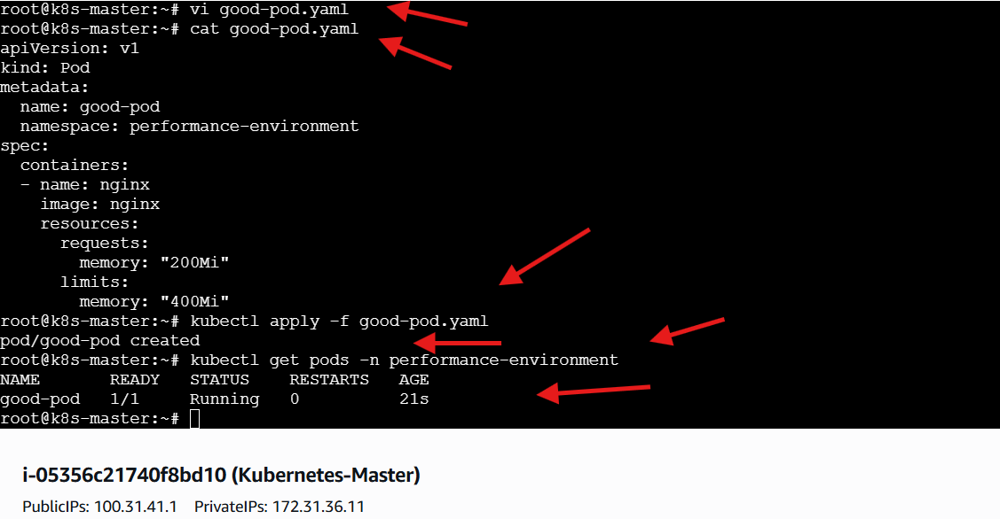 root@k8s-master:~# vi good-pod.yaml
root@k8s-master:~# cat good-pod.yaml
apiVersion: v1
kind: Pod
metadata:
  name: good-pod
  namespace: performance-environment
spec:
  containers:
  - name: nginx
    image: nginx
    resources:
      requests:
        memory: "200Mi"
      limits:
        memory: "400Mi"
root@k8s-master:~# kubectl apply -f good-pod.yaml
pod/good-pod created
root@k8s-master:~# kubectl get pods -n performance-environment
NAME       READY   STATUS    RESTARTS   AGE
good-pod   1/1     Running   0          21s
root@k8s-master:~#
i-05356c21740f8bd10 (Kubernetes-Master)
PublicIPs: 100.31.41.1   PrivateIPs: 172.31.36.11